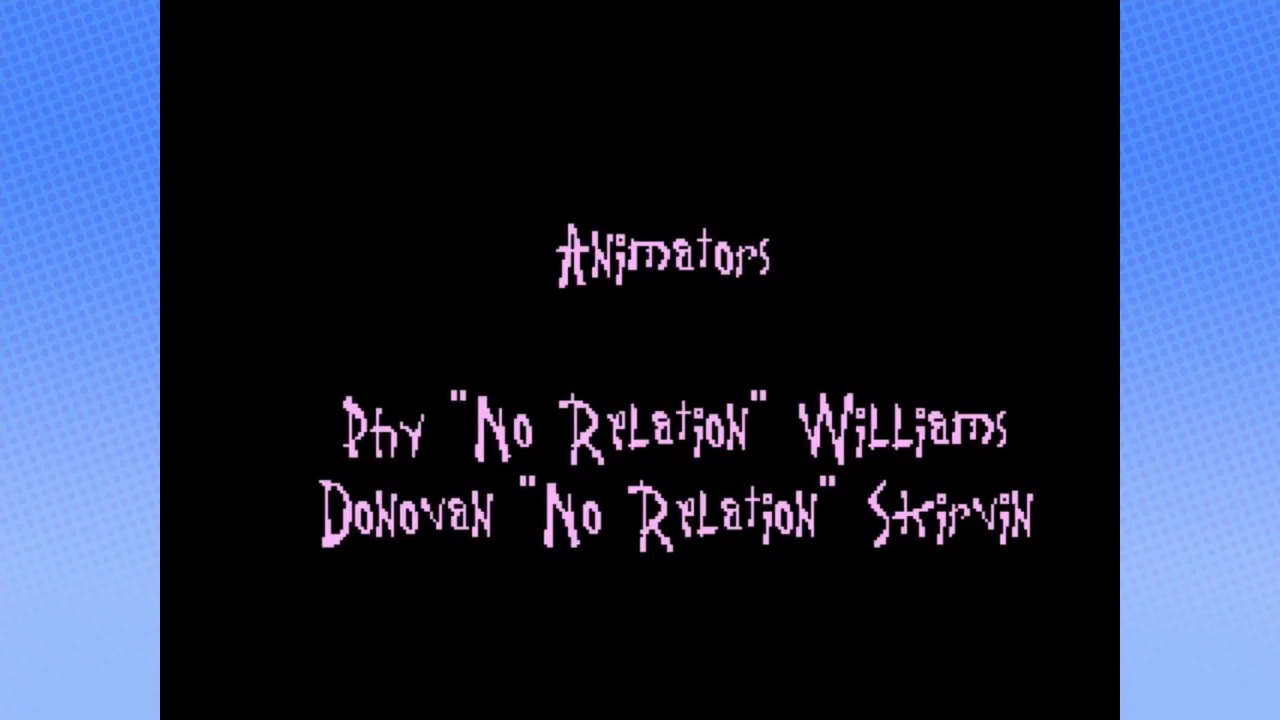 Animators
Phy "No Relation" Williams
Donovan "No Relation" Skirvin